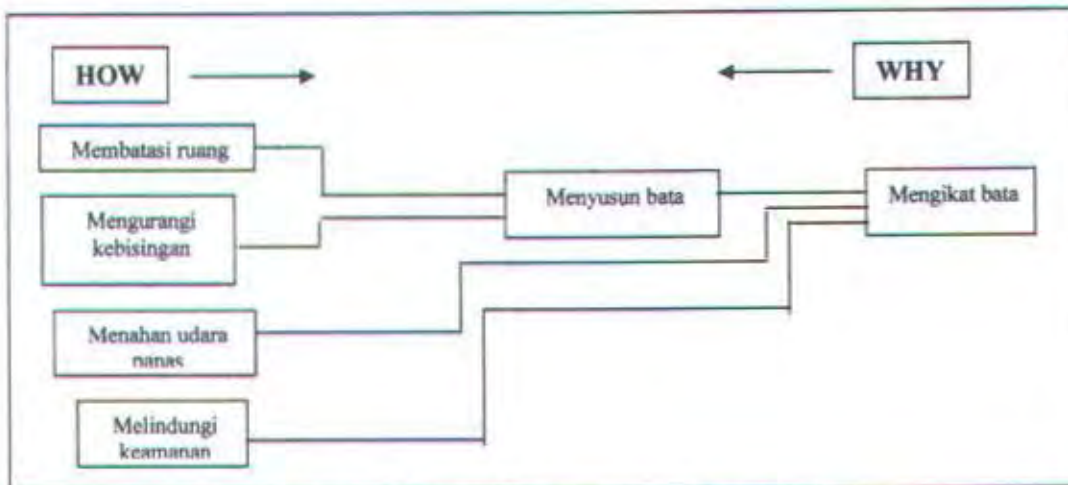 HOW
WHY
Membatasi ruang
Menyusun bata
Mengikat bata
Mengurangi
kebisingan
Menahan udara
panas
Melindungi
keamanan